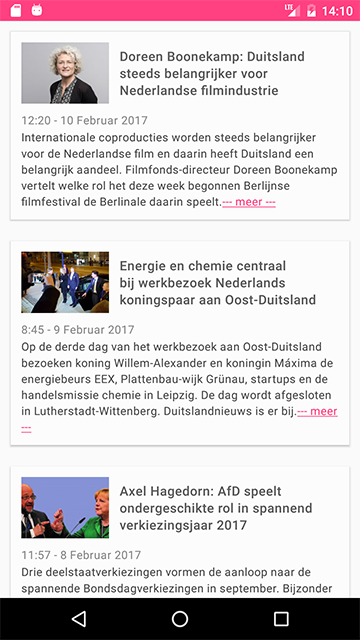 LTE 14:10
Doreen Boonekamp: Duitsland
steeds belangrijker voor
Nederlandse filmindustrie
12:20 - 10 Februar 2017
Internationale coproducties worden steeds belangrijker
voor de Nederlandse film en daarin heeft Duitsland een
belangrijk aandeel. Filmfonds-directeur Doreen Boonekamp
vertelt welke rol het deze week begonnen Berlijnse
filmfestival de Berlinale daarin speelt.--- meer ---
Energie en chemie centraal
bij werkbezoek Nederlands
koningspaar aan Oost-Duitsland
8:45 - 9 Februar 2017
Op de derde dag van het werkbezoek aan Oost-Duitsland
bezoeken koning Willem-Alexander en koningin Máxima de
energiebeurs EEX, Plattenbau-wijk Grünau, startups en de
handelsmissie chemie in Leipzig. De dag wordt afgesloten
in Lutherstadt-Wittenberg. Duitslandnieuws is er bij.--- meer
---
Axel Hagedorn: AfD speelt
ondergeschikte rol in spannend
verkiezingsjaar 2017
11:57 - 8 Februar 2017
Drie deelstaatverkiezingen vormen de aanloop naar de
spannende Bondsdagverkiezingen in september. Bijzonder